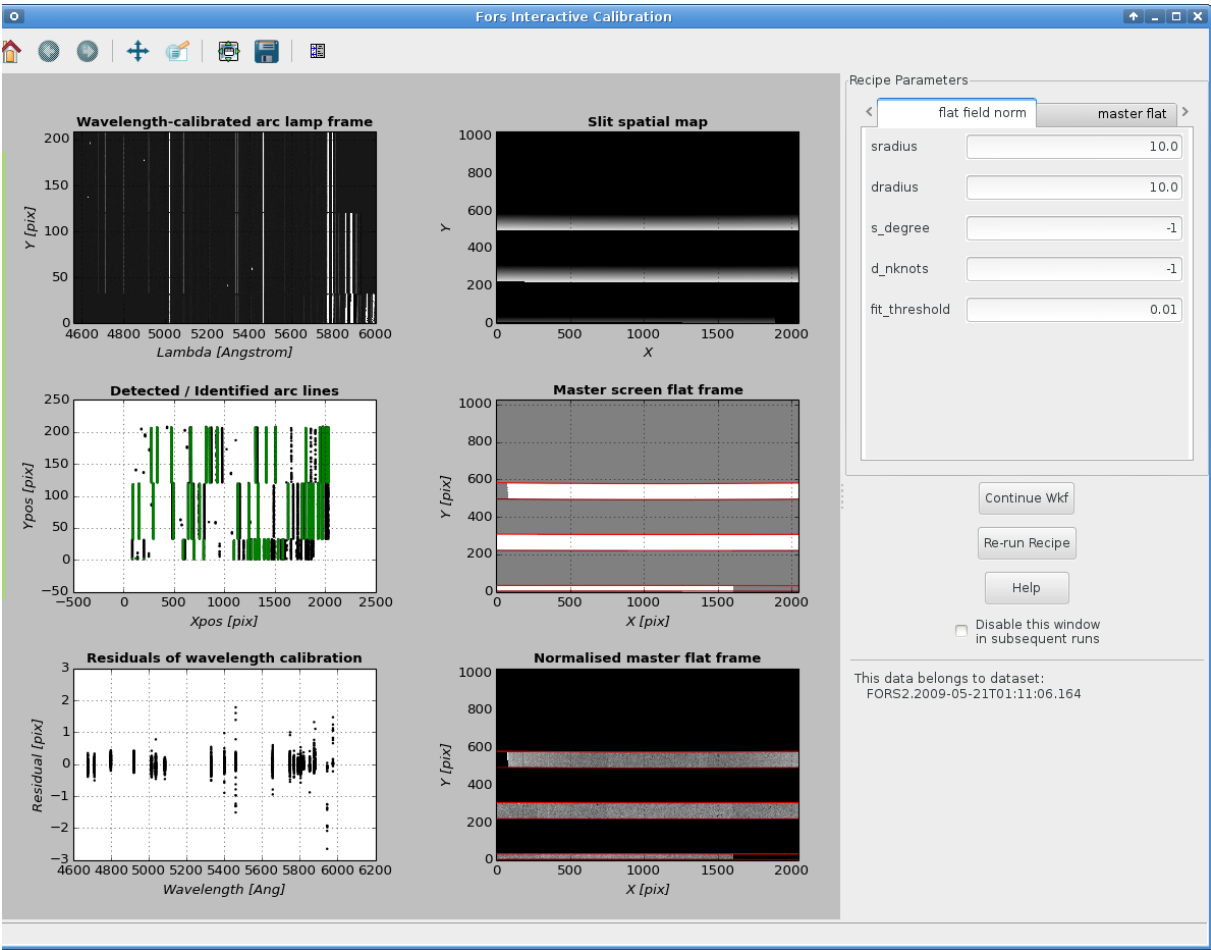 Fors Interactive Calibration
Wavelength-calibrated arc lamp frame
200
150
100
50
0
Y [pix]
4600 4800 5000 5200 5400 5600 5800 6000
Lambda [Angstrom]
Slit spatial map
1000
800
600
400
200
0
Y
0 500 1000 1500 2000
X
Detected / Identified arc lines
250
200
150
100
50
0
−50
Ypos [pix]
−500 0 500 1000 1500 2000 2500
Xpos [pix]
Master screen flat frame
1000
800
600
400
200
0
Y [pix]
0 500 1000 1500 2000
X [pix]
Residuals of wavelength calibration
3
2
1
0
−1
−2
−3
Residual [pix]
4600 4800 5000 5200 5400 5600 5800 6000 6200
Wavelength [Ang]
Normalised master flat frame
1000
800
600
400
200
0
Y [pix]
0 500 1000 1500 2000
X [pix]
Recipe Parameters
flat field norm master flat
sradius 10.0
dradius 10.0
s_degree -1
d_nknots -1
fit_threshold 0.01
Continue Wkf
Re-run Recipe
Help
Disable this window
in subsequent runs
This data belongs to dataset:
FORS2.2009-05-21T01:11:06.164